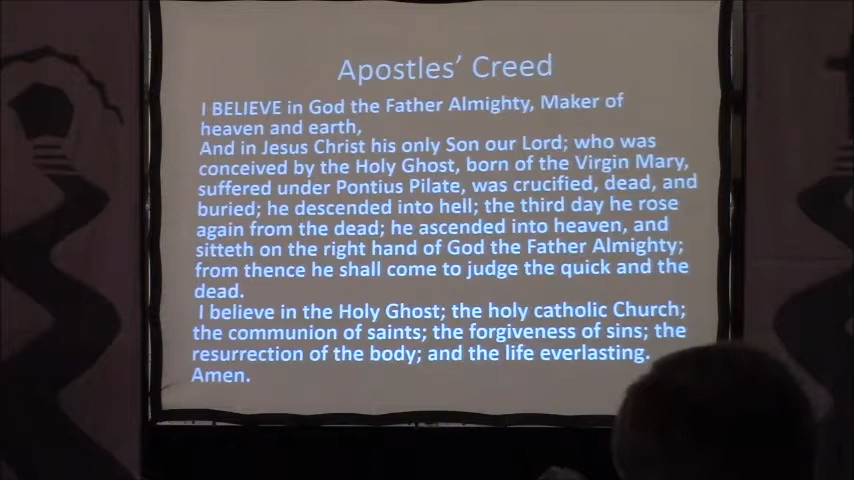 Apostles' Creed
I BELIEVE in God the Father Almighty, Maker of
heaven and earth,
And in Jesus Christ his only Son our Lord; who was
conceived by the Holy Ghost, born of the Virgin Mary,
suffered under Pontius Pilate, was crucified, dead, and
buried; he descended into hell; the third day he rose
again from the dead; he ascended into heaven, and
sitteth on the right hand of God the Father Almighty;
from thence he shall come to judge the quick and the
dead.
I believe in the Holy Ghost; the holy catholic Church;
the communion of saints; the forgiveness of sins; the
resurrection of the body; and the life everlasting.
Amen.